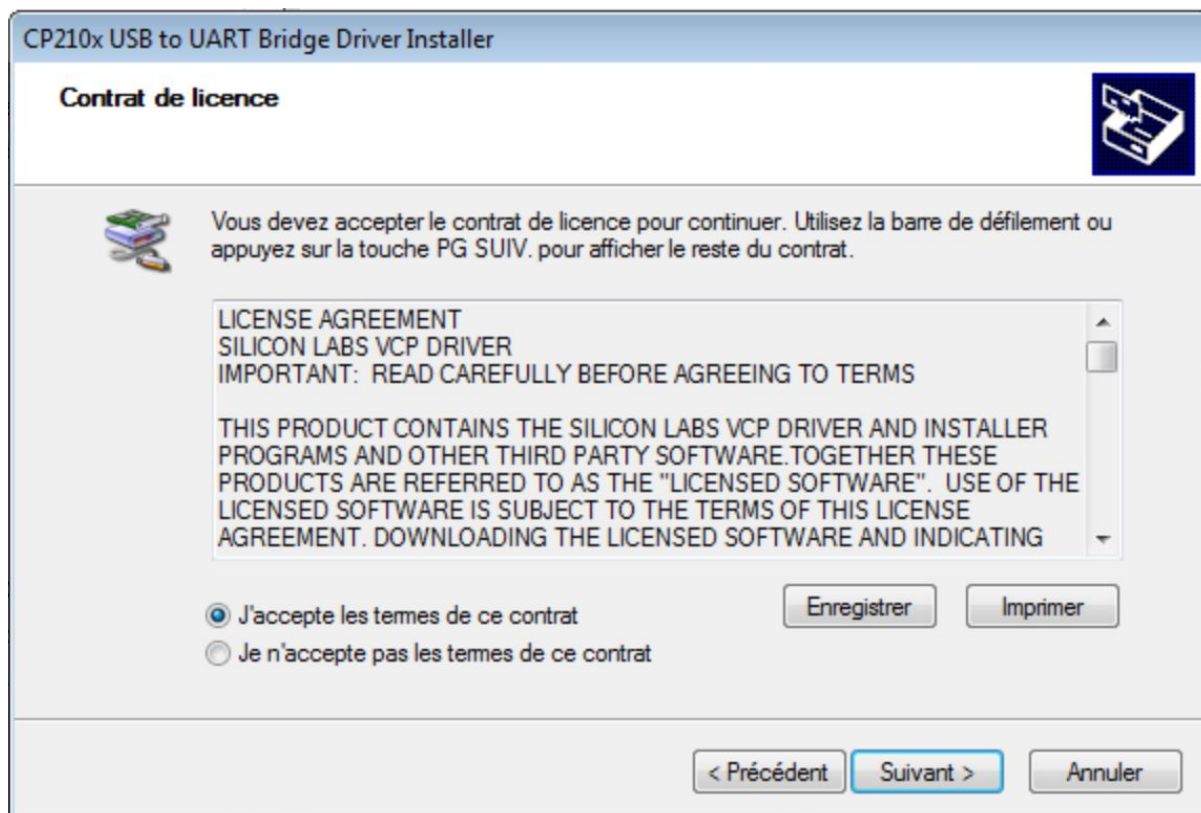 CP210x USB to UART Bridge Driver Installer
Contrat de licence
Vous devez accepter le contrat de licence pour continuer. Utilisez la barre de défilement ou
appuyez sur la touche PG SUIV. pour afficher le reste du contrat.
LICENSE AGREEMENT
SILICON LABS VCP DRIVER
IMPORTANT:  READ CAREFULLY BEFORE AGREEING TO TERMS
THIS PRODUCT CONTAINS THE SILICON LABS VCP DRIVER AND INSTALLER
PROGRAMS AND OTHER THIRD PARTY SOFTWARE.TOGETHER THESE
PRODUCTS ARE REFERRED TO AS THE "LICENSED SOFTWARE".  USE OF THE
LICENSED SOFTWARE IS SUBJECT TO THE TERMS OF THIS LICENSE
AGREEMENT. DOWNLOADING THE LICENSED SOFTWARE AND INDICATING
J'accepte les termes de ce contrat
Enregistrer
Imprimer
Je n'accepte pas les termes de ce contrat
< Précédent
Suivant >
Annuler